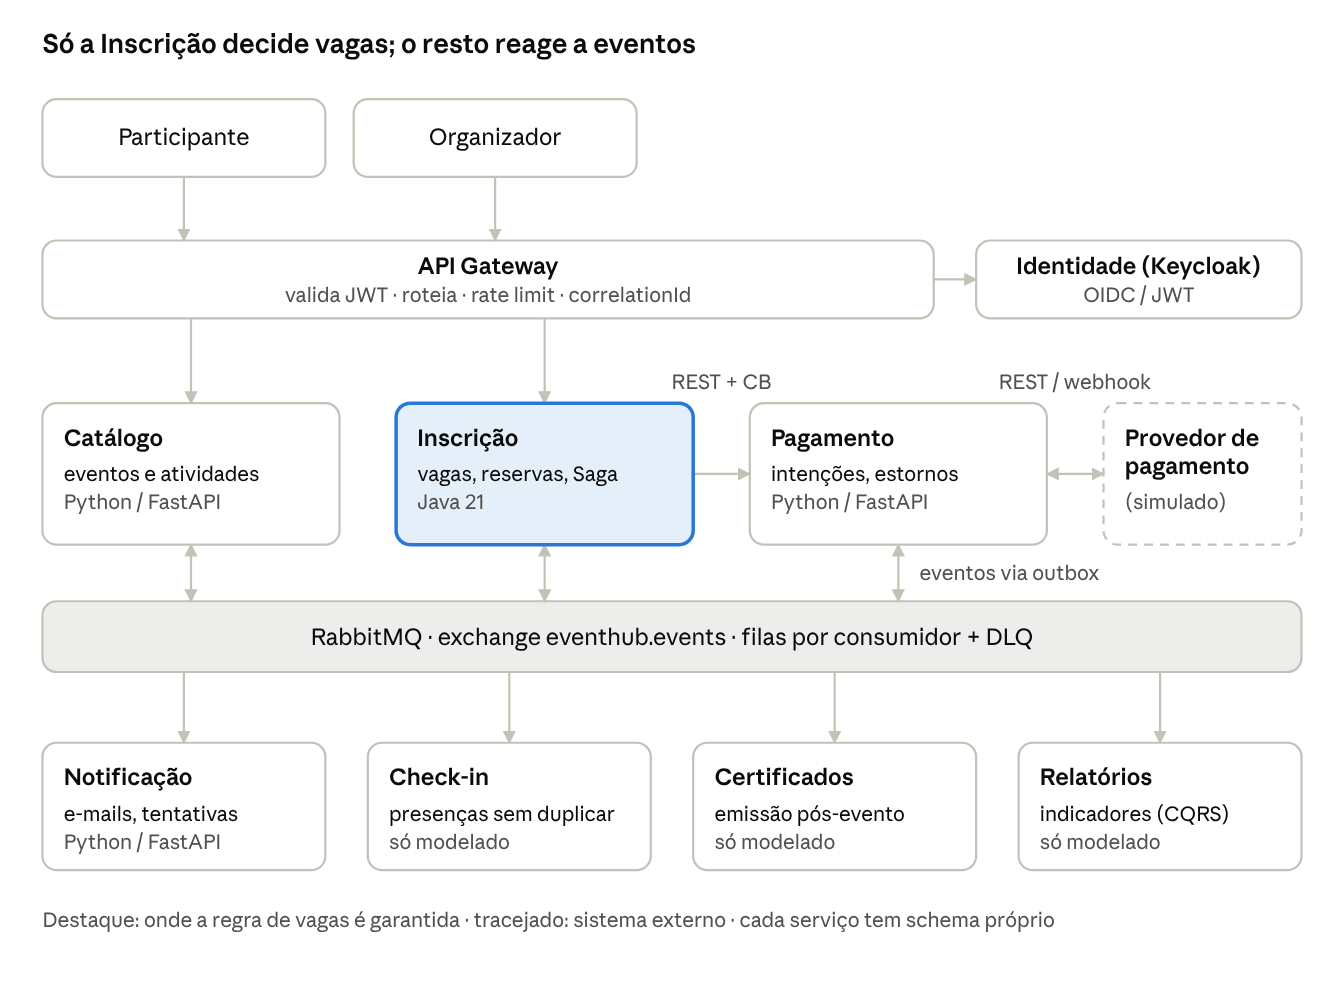 Só a Inscrição decide vagas; o resto reage a eventos
Participante
Organizador
API Gateway
valida JWT · roteia · rate limit · correlationId
Identidade (Keycloak)
OIDC / JWT
REST + CB
REST / webhook
Catálogo
eventos e atividades
Python / FastAPI
Inscrição
vagas, reservas, Saga
Java 21
Pagamento
intenções, estornos
Python / FastAPI
Provedor de
pagamento
(simulado)
eventos via outbox
RabbitMQ · exchange eventhub.events · filas por consumidor + DLQ
Notificação
e-mails, tentativas
Python / FastAPI
Check-in
presenças sem duplicar
só modelado
Certificados
emissão pós-evento
só modelado
Relatórios
indicadores (CQRS)
só modelado
Destaque: onde a regra de vagas é garantida · tracejado: sistema externo · cada serviço tem schema próprio